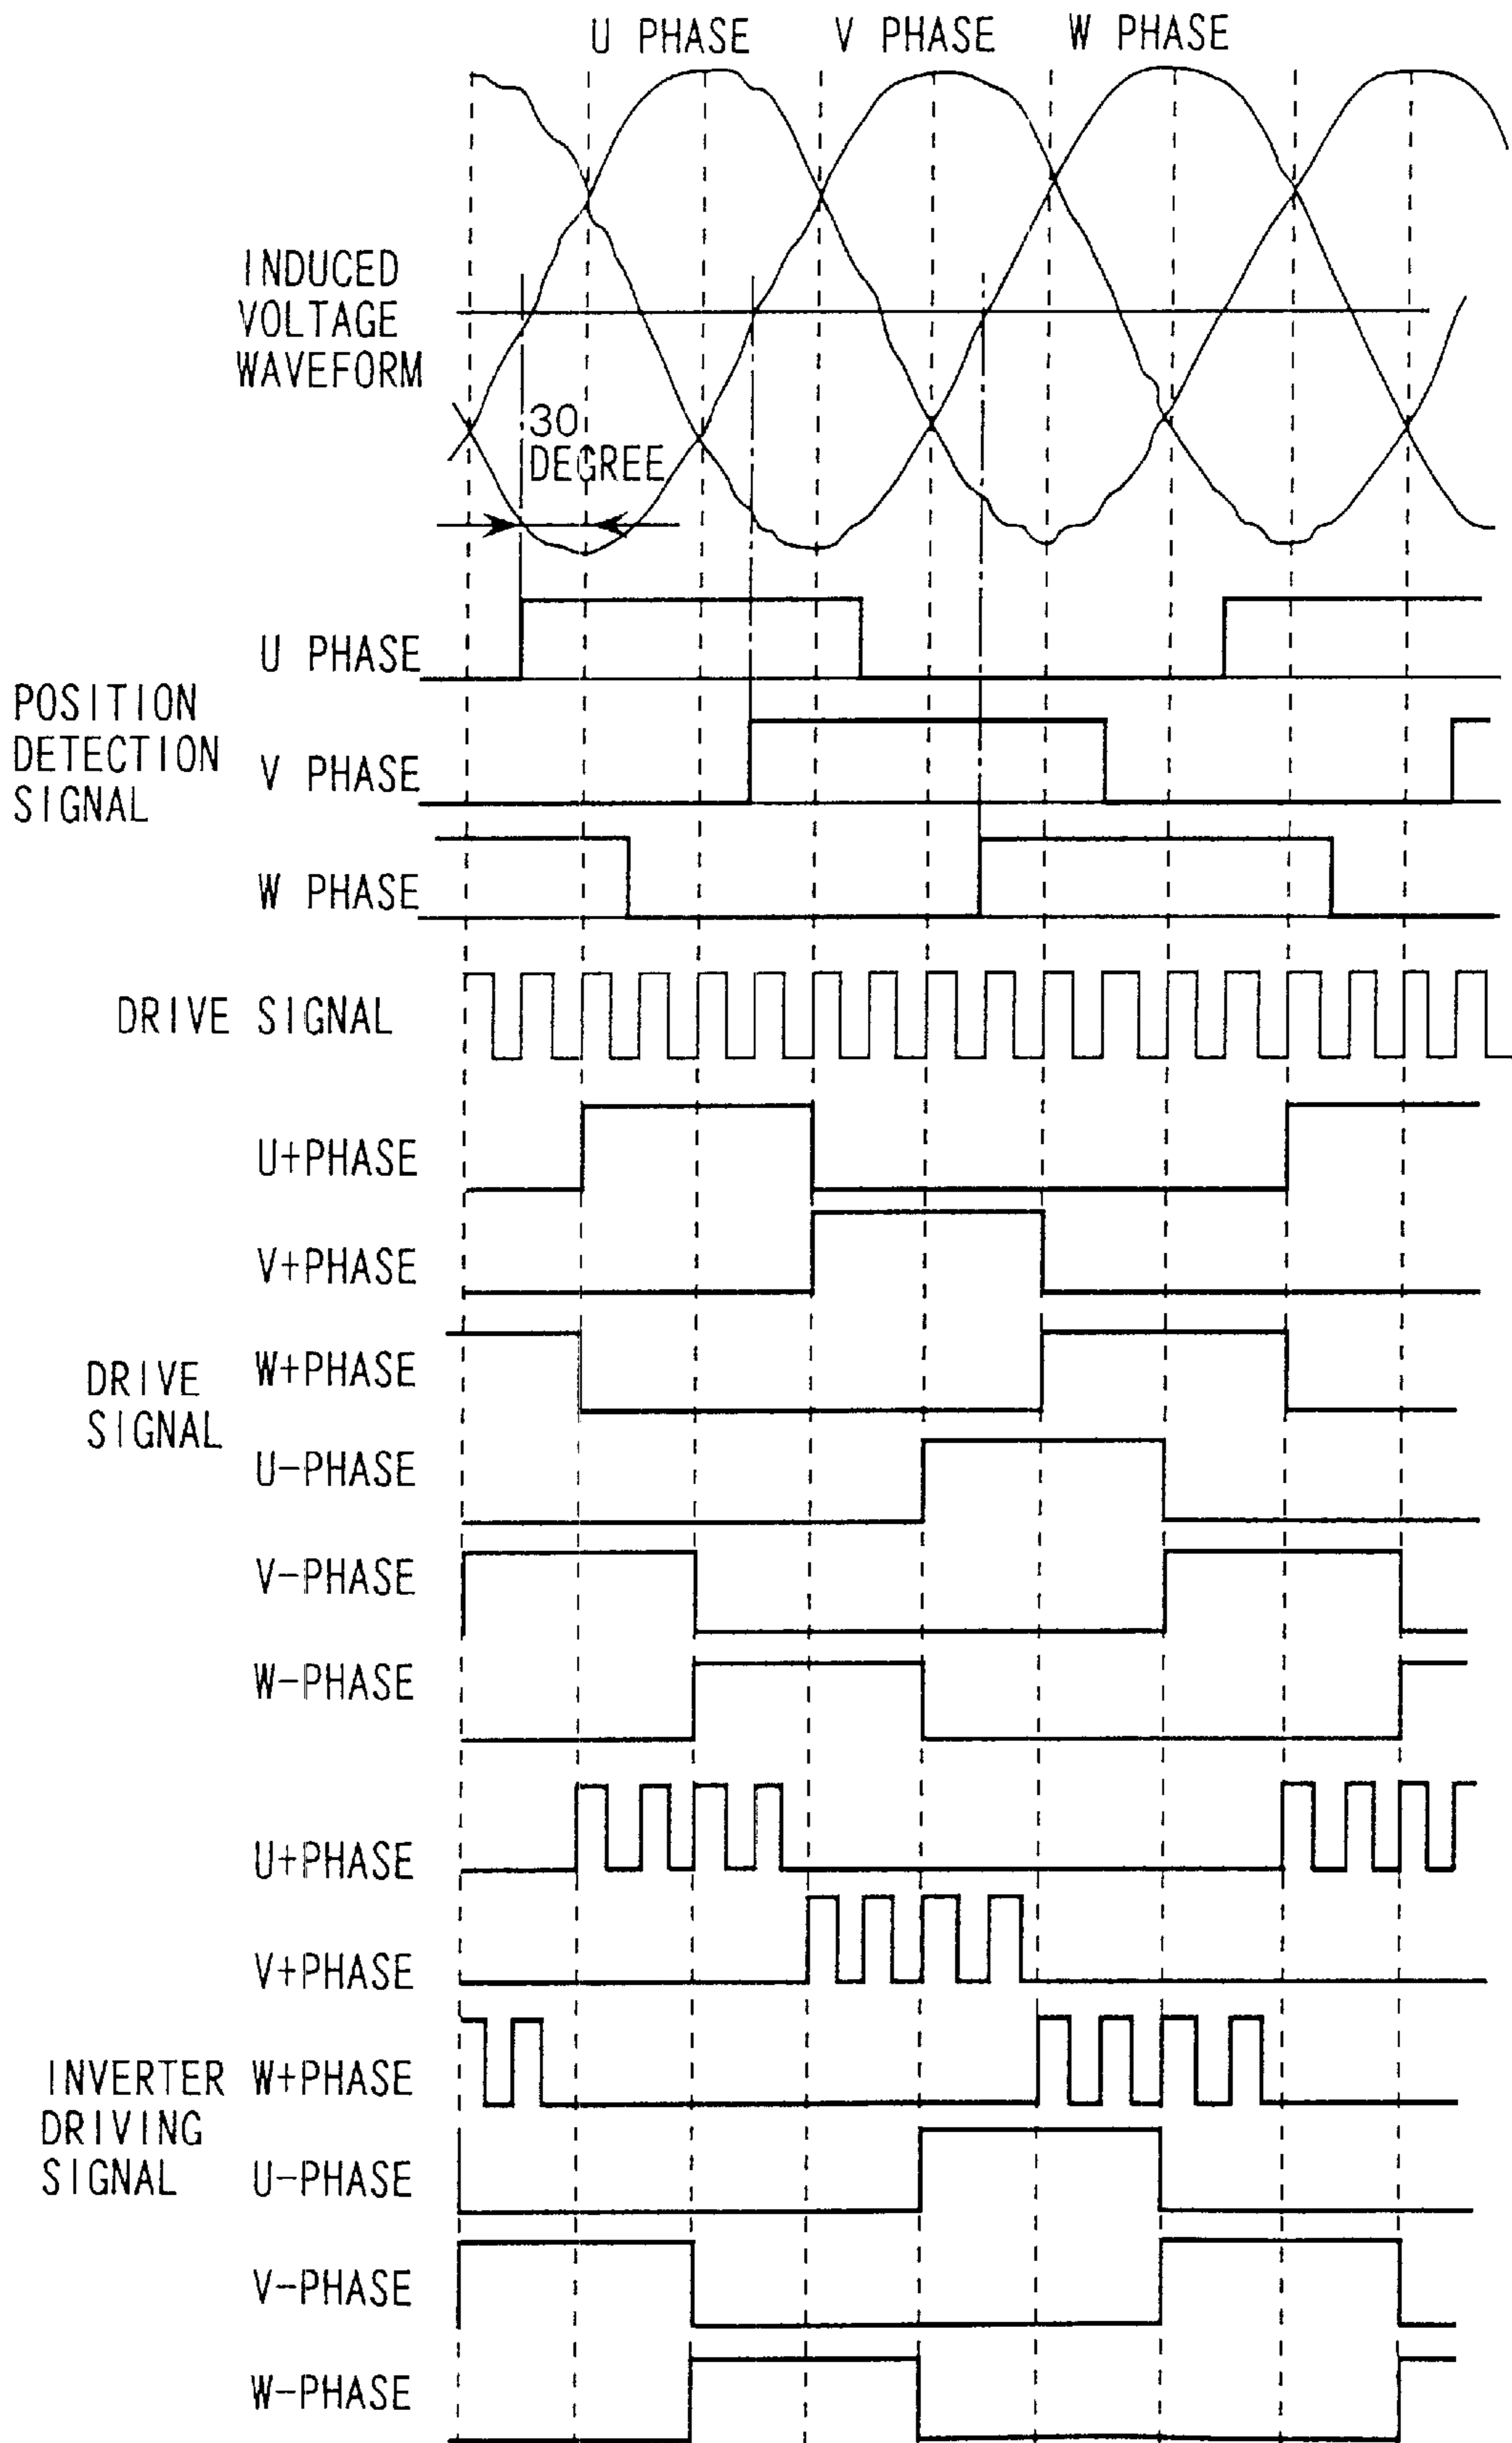 U PHASE V PHASE W PHASE
INDUCED
VOLTAGE
WAVEFORM
30
DEGREE
U PHASE
POSITION
DETECTION
SIGNAL
V PHASE
W PHASE
DRIVE SIGNAL
U+PHASE
V+PHASE
W+PHASE
DRIVE
SIGNAL
U-PHASE
V-PHASE
W-PHASE
U+PHASE
V+PHASE
W+PHASE
INVERTER
DRIVING
SIGNAL
U-PHASE
V-PHASE
W-PHASE